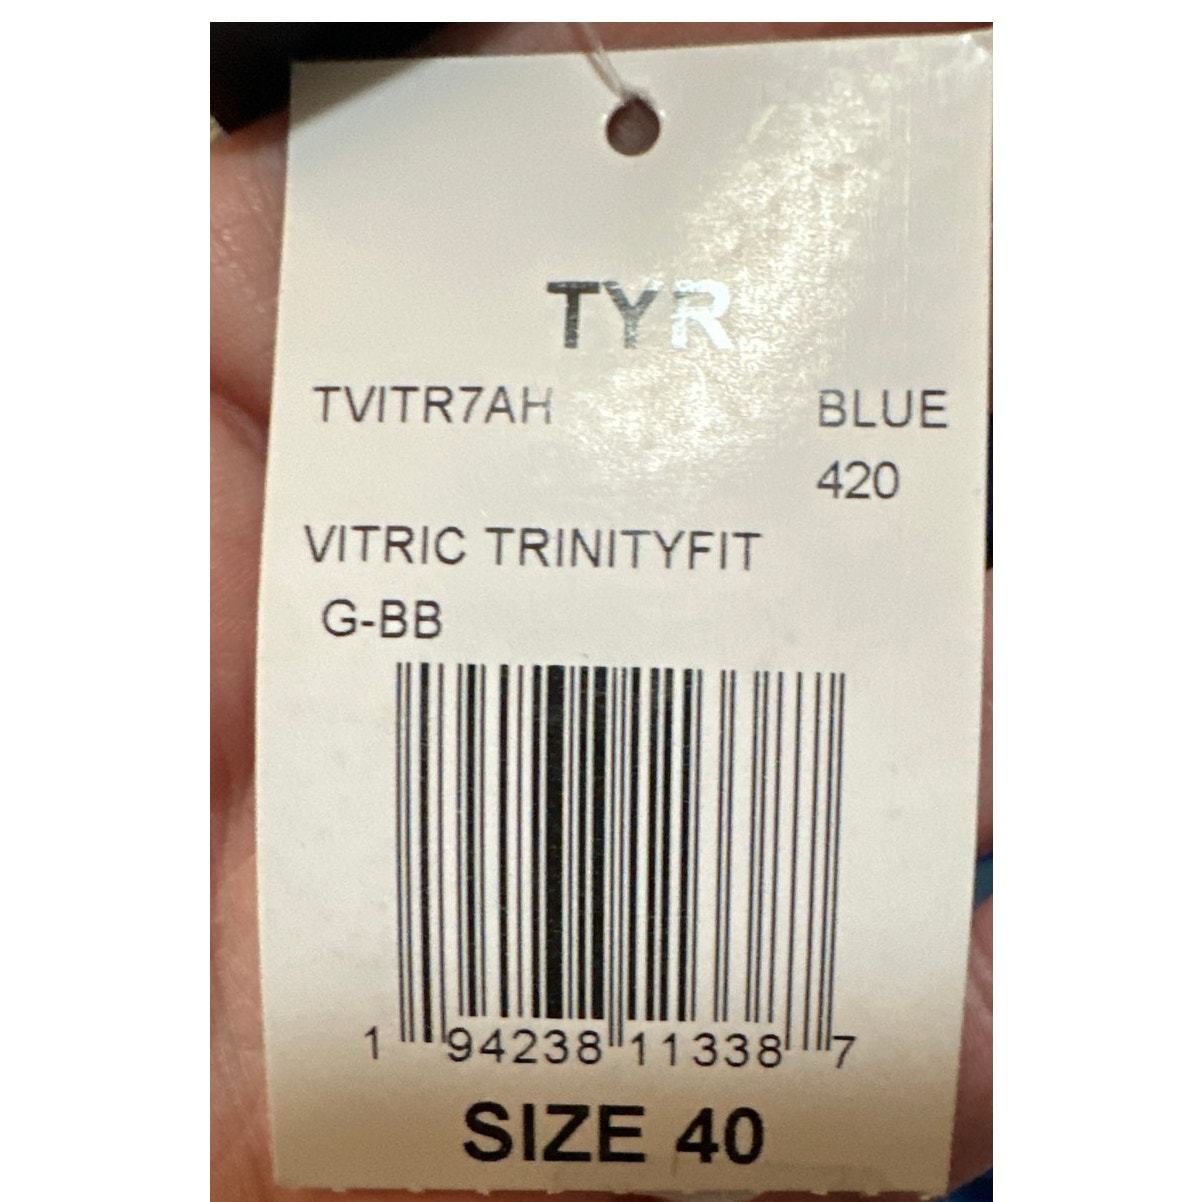 TYR
TVITR7AH BLUE
420
VITRIC TRINITYFIT
G-BB
1 94238 11338 7
SIZE 40